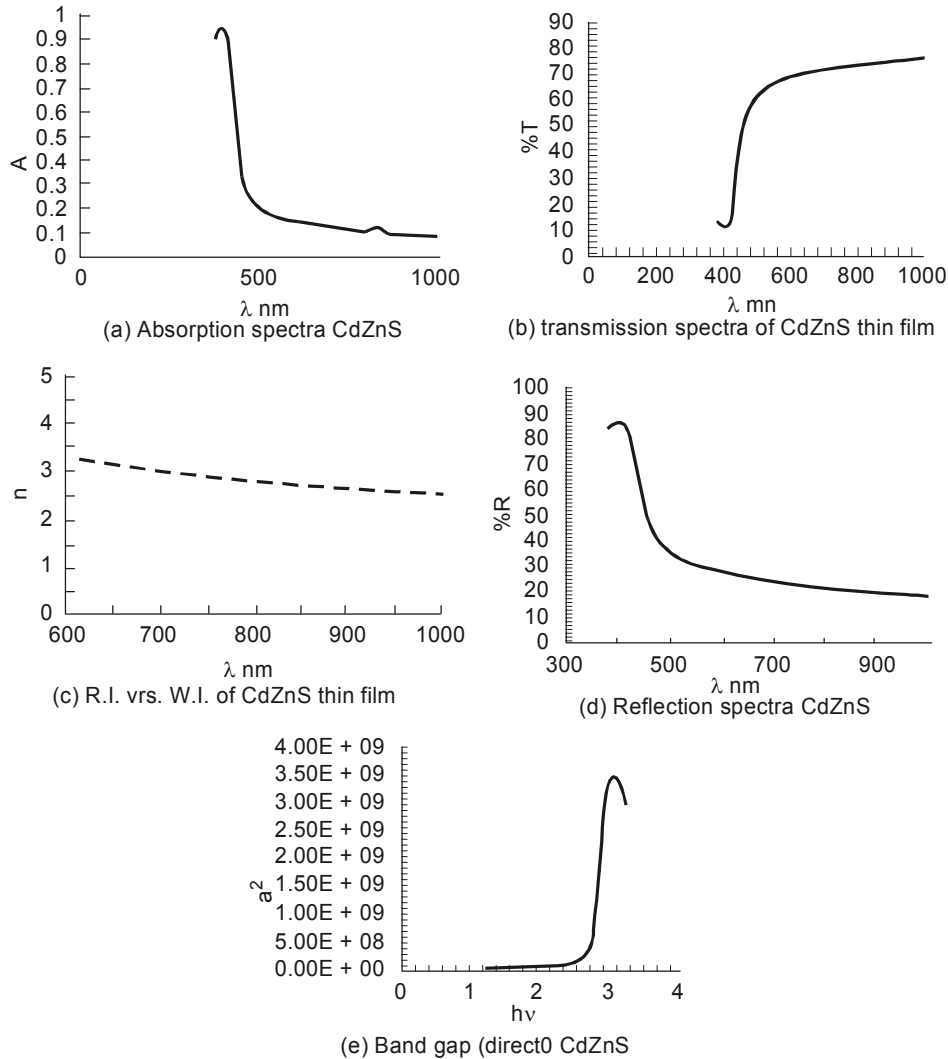 1
0.9
0.8
0.7
0.6
0.5
0.4
0.3
0.2
0.1
0
A
0 500 1000
λ nm
(a) Absorption spectra CdZnS
90
80
70
60
50
40
30
20
10
0
%T
0 200 400 600 800 1000
λ mn
(b) transmission spectra of CdZnS thin film
5
4
3
2
1
0
n
600 700 800 900 1000
λ nm
(c) R.I. vrs. W.I. of CdZnS thin film
100
90
80
70
60
50
40
30
20
10
0
%R
300 500 700 900
λ nm
(d) Reflection spectra CdZnS
4.00E + 09
3.50E + 09
3.00E + 09
2.50E + 09
2.00E + 09
1.50E + 09
1.00E + 09
5.00E + 08
0.00E + 00
a²
0 1 2 3 4
hν
(e) Band gap (direct0 CdZnS